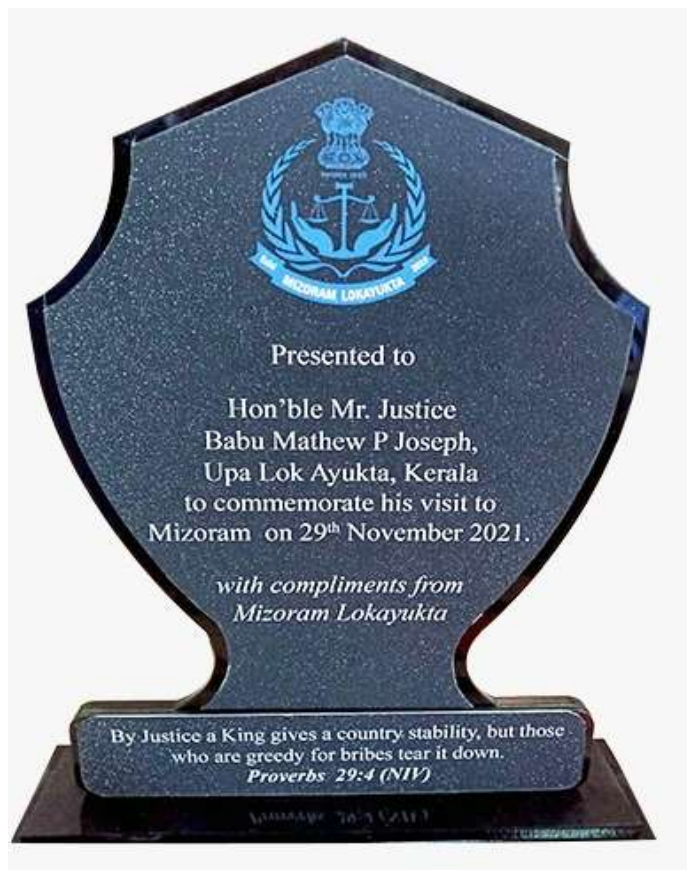 MIZORAM LOKAYUKTA
Presented to
Hon'ble Mr. Justice
Babu Mathew P Joseph,
Upa Lok Ayukta, Kerala
to commemorate his visit to
Mizoram on 29th November 2021.
with compliments from
Mizoram Lokayukta
By Justice a King gives a country stability, but those
who are greedy for bribes tear it down.
Proverbs 29:4 (NIV)